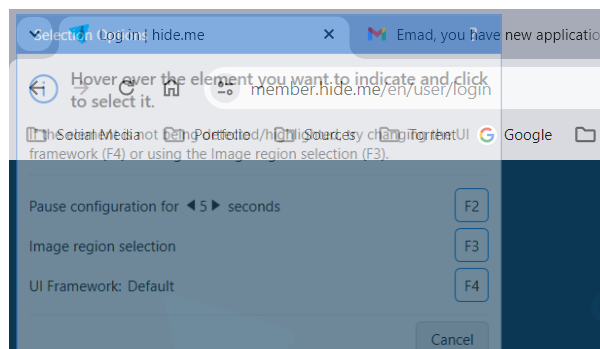 Selection Options
Log in | hide.me
Emad, you have new applicatio
Hover over the element you want to indicate and click
to select it.
member.hide.me/en/user/login
Social Media
Portfolio
Sources
Torrent
Google
If the element is not being detected/highlighted, try changing the UI
framework (F4) or using the Image region selection (F3).
Pause configuration for 5 seconds
F2
Image region selection
F3
UI Framework: Default
F4
Cancel